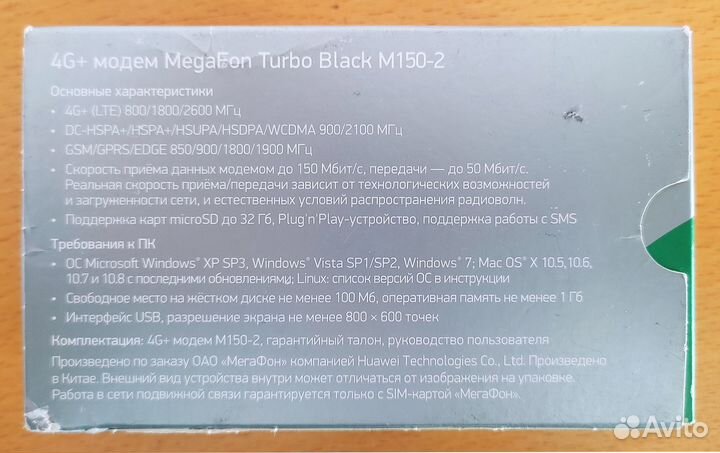 4G+ модем MegaFon Turbo Black M150-2
Основные характеристики
• 4G+ (LTE) 800/1800/2600 МГц
• DC-HSPA+/HSPA+/HSUPA/HSDPA/WCDMA 900/2100 МГц
• GSM/GPRS/EDGE 850/900/1800/1900 МГц
• Скорость приёма данных модемом до 150 Мбит/с, передачи — до 50 Мбит/с.
Реальная скорость приёма/передачи зависит от технологических возможностей
и загруженности сети, и естественных условий распространения радиоволн.
• Поддержка карт microSD до 32 Гб, Plug'n'Play-устройство, поддержка работы с SMS
Требования к ПК
• ОС Microsoft Windows® XP SP3, Windows® Vista SP1/SP2, Windows® 7; Mac OS® X 10.5,10.6,
10.7 и 10.8 с последними обновлениями; Linux: список версий ОС в инструкции
• Свободное место на жёстком диске не менее 100 Мб, оперативная память не менее 1 Гб
• Интерфейс USB, разрешение экрана не менее 800 × 600 точек
Комплектация: 4G+ модем M150-2, гарантийный талон, руководство пользователя
Произведено по заказу ОАО «МегаФон» компанией Huawei Technologies Co., Ltd. Произведено
в Китае. Внешний вид устройства внутри может отличаться от изображения на упаковке.
Работа в сети подвижной связи гарантируется только с SIM-картой «МегаФон».
Avito